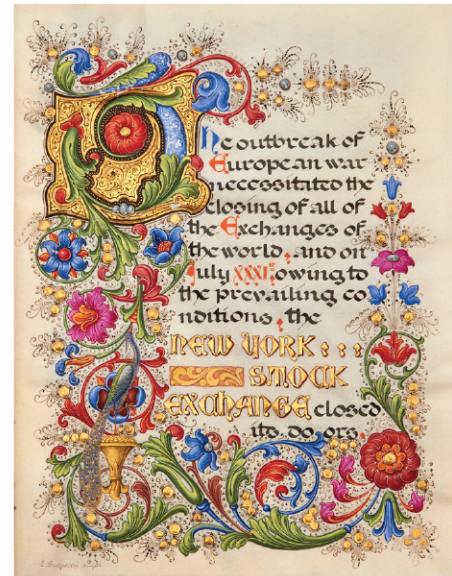 The outbreak of
European war
necessitated the
closing of all of
the Exchanges of
the world, and on
July XXXI, owing to
the prevailing co
nditions, the
NEW YORK : : :
STOCK
EXCHANGE closed
its doors